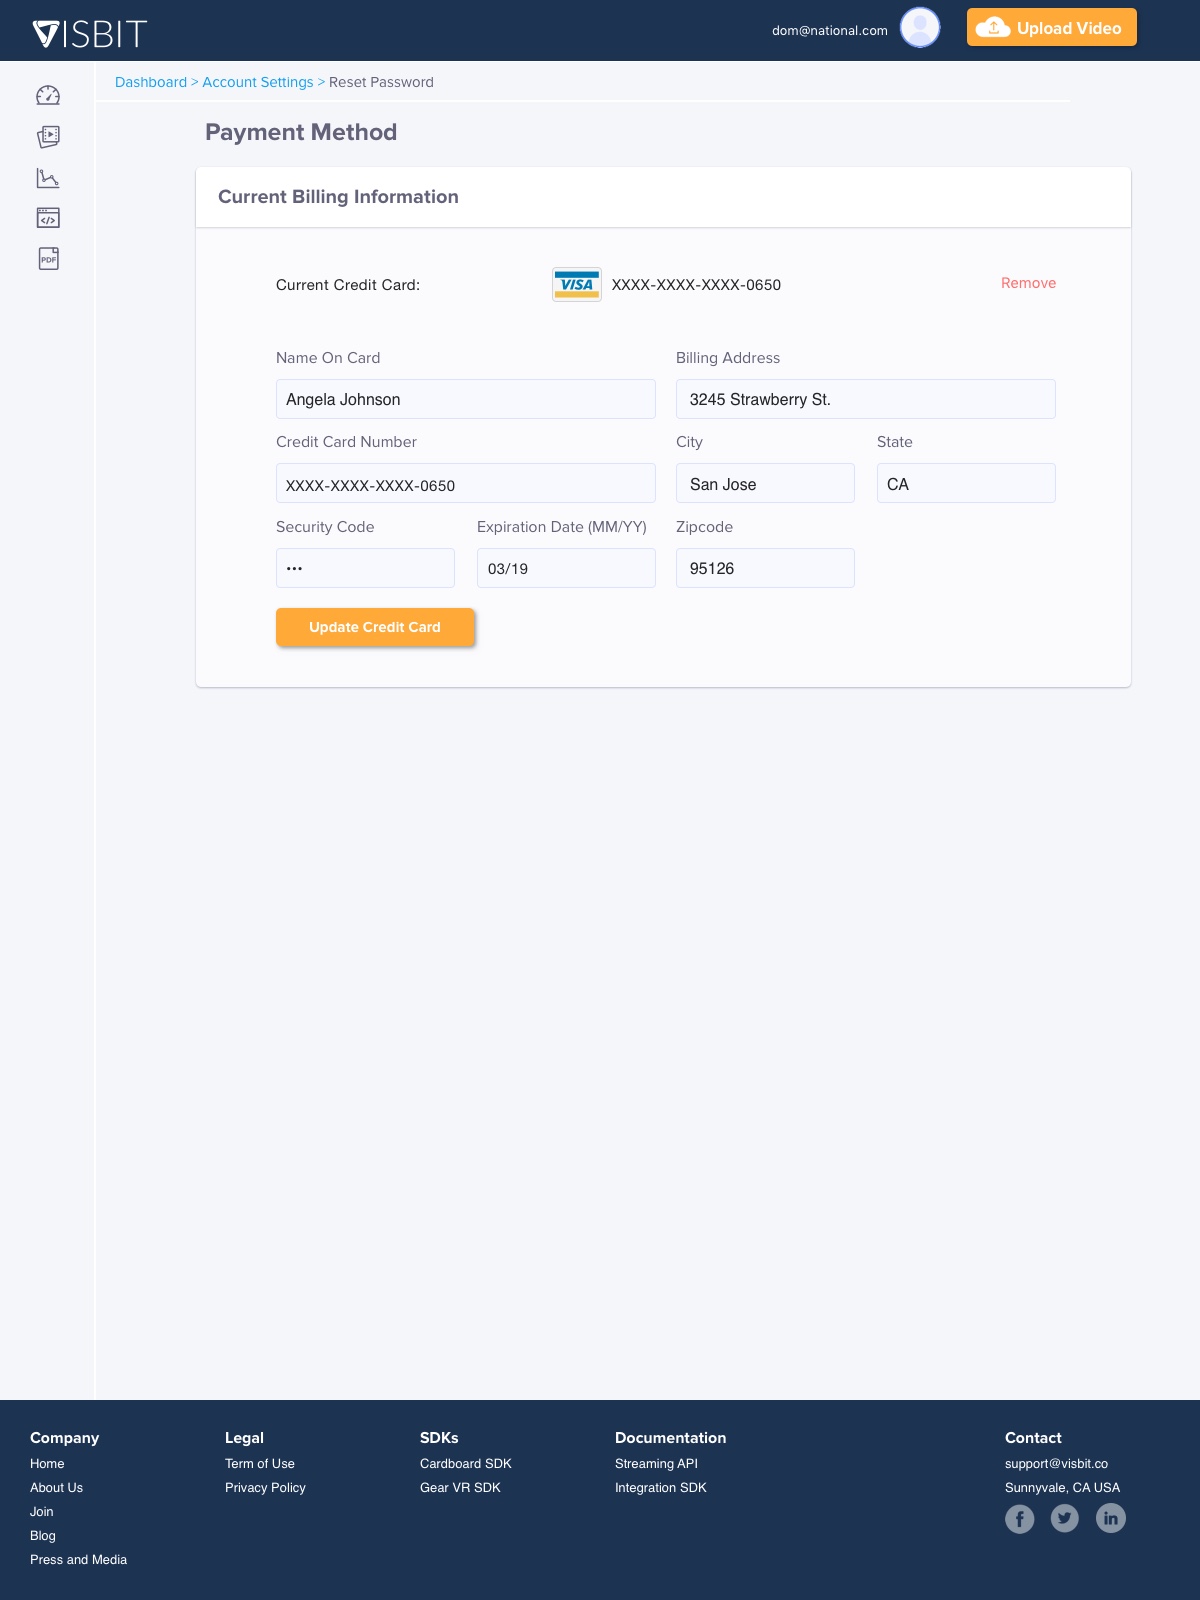 VISBIT
dom@national.com
Upload Video
Dashboard > Account Settings > Reset Password
PDF
Payment Method
Current Billing Information
Current Credit Card:
VISA
XXXX-XXXX-XXXX-0650
Remove
Name On Card
Billing Address
Angela Johnson
3245 Strawberry St.
Credit Card Number
City
State
XXXX-XXXX-XXXX-0650
San Jose
CA
Security Code
Expiration Date (MM/YY)
Zipcode
•••
03/19
95126
Update Credit Card
Company
Home
About Us
Join
Blog
Press and Media
Legal
Term of Use
Privacy Policy
SDKs
Cardboard SDK
Gear VR SDK
Documentation
Streaming API
Integration SDK
Contact
support@visbit.co
Sunnyvale, CA USA